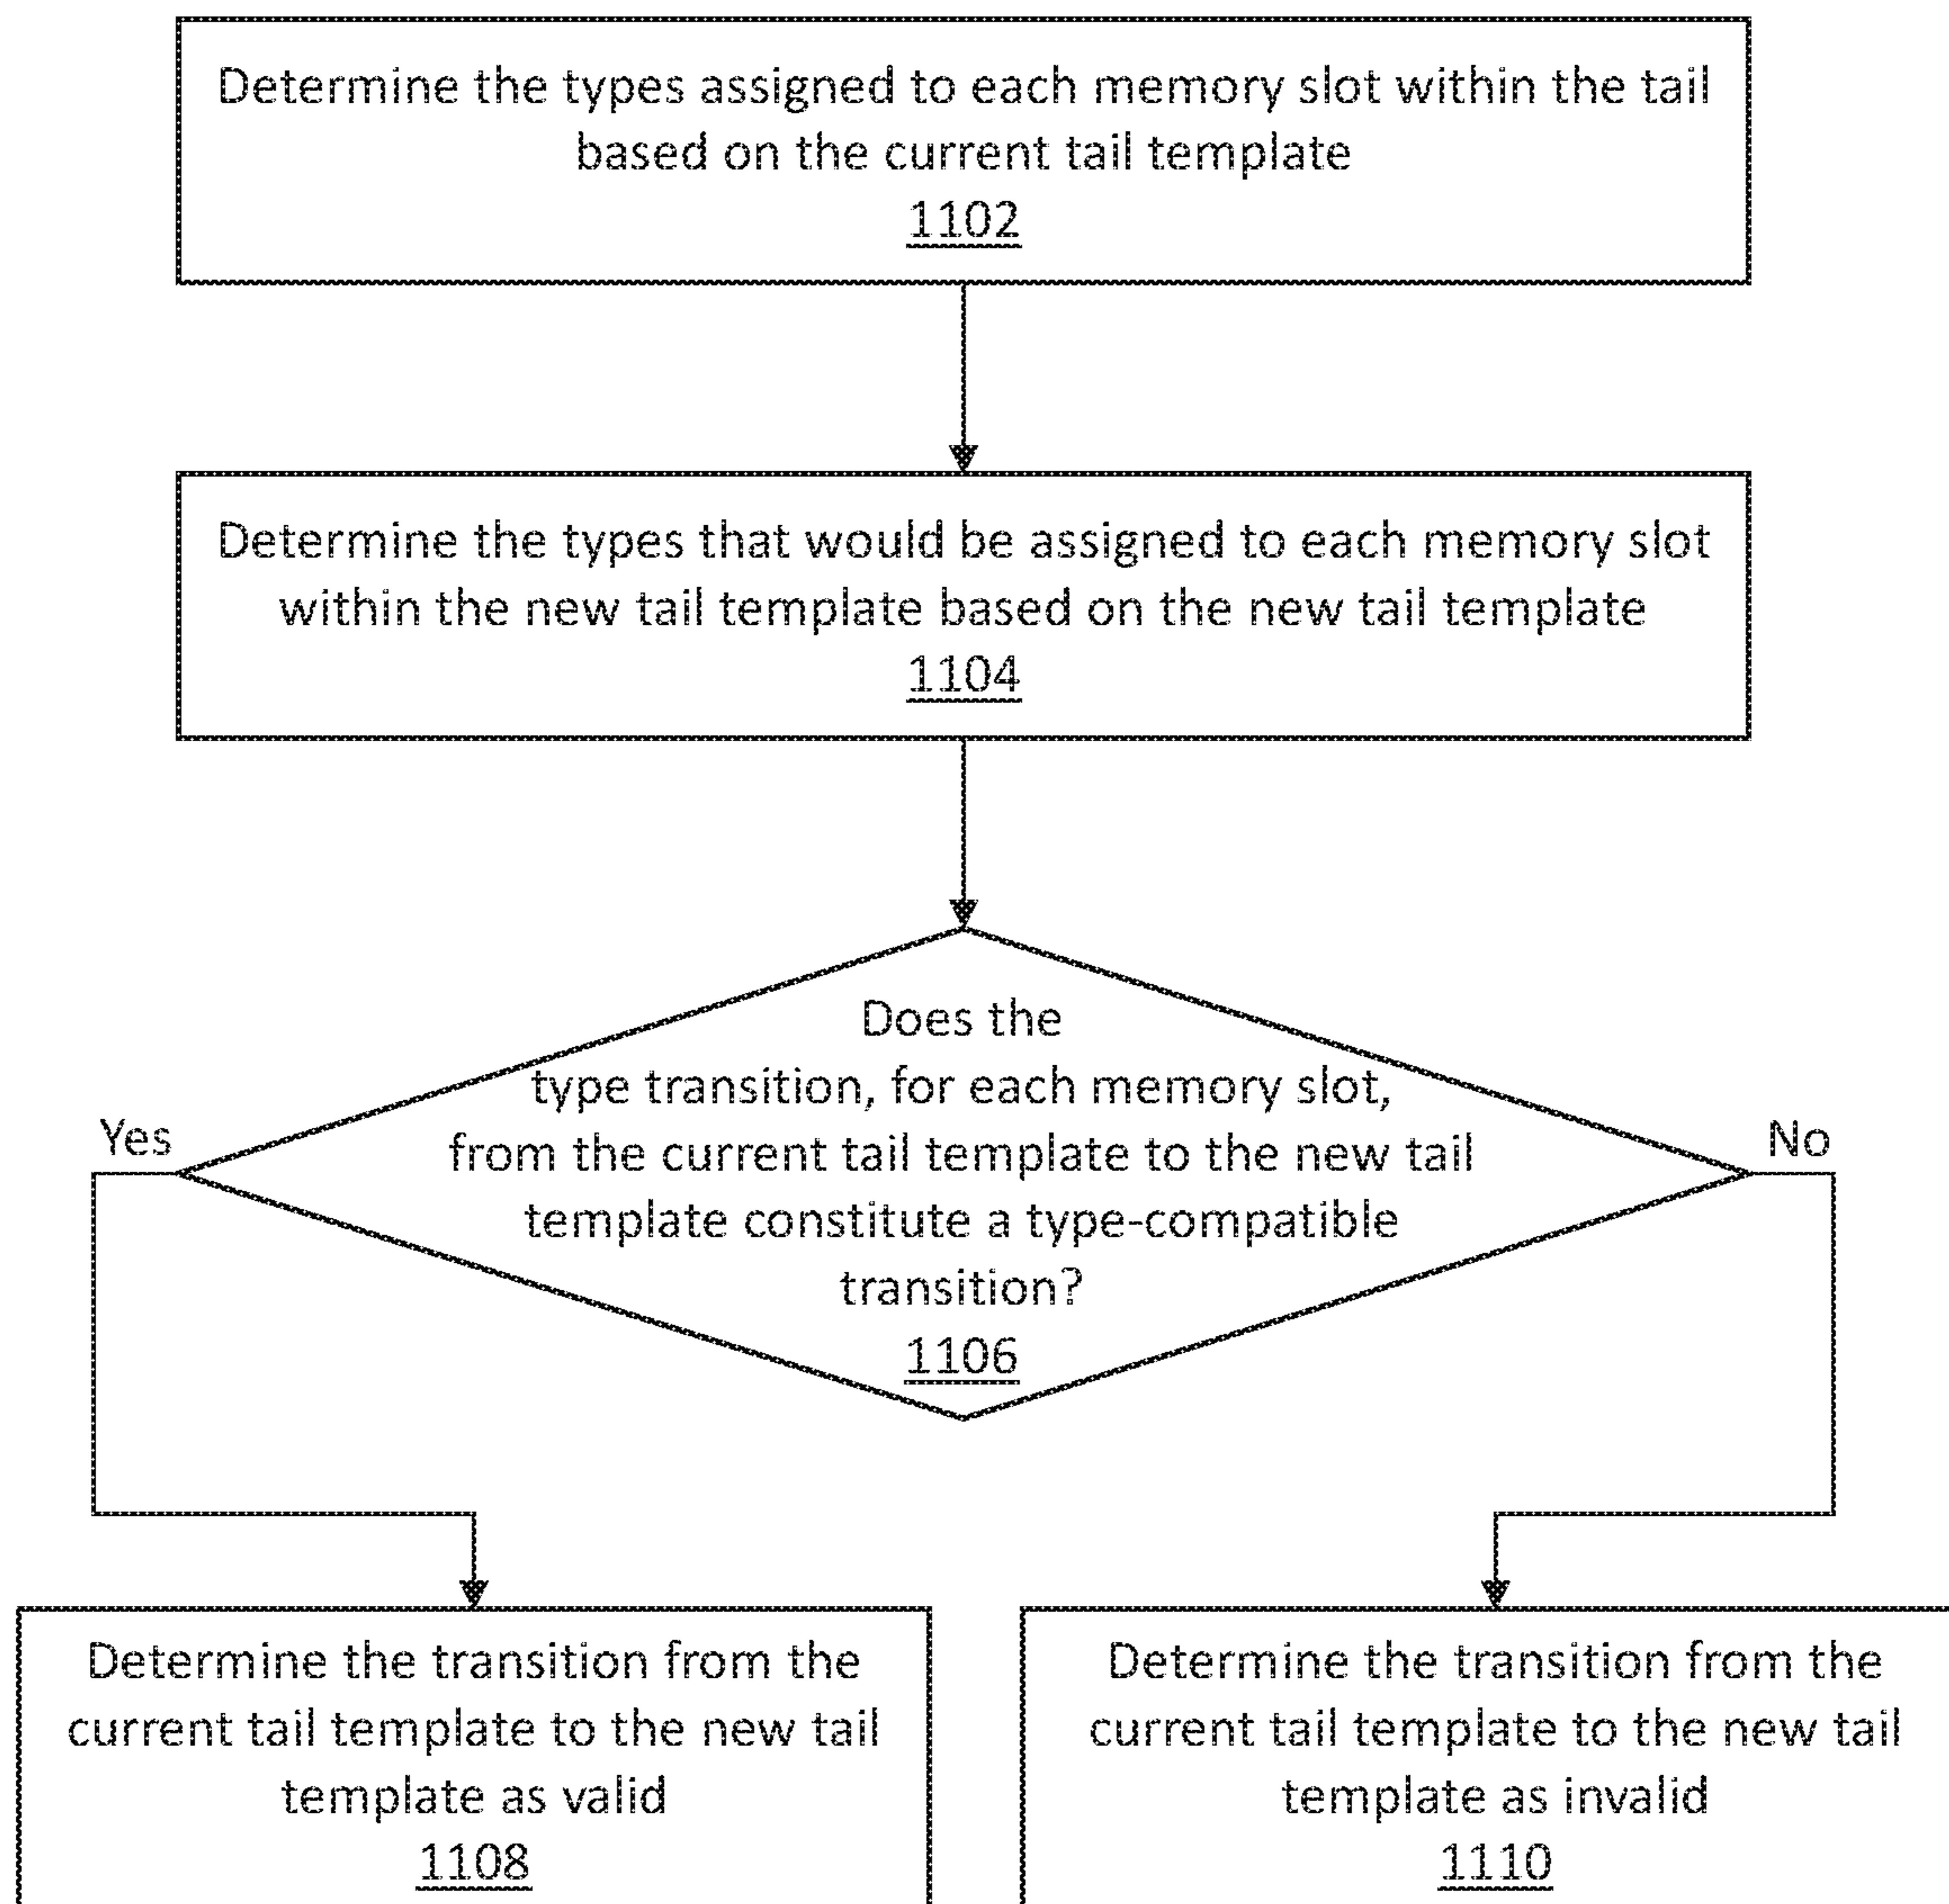 Determine the types assigned to each memory slot within the tail
based on the current tail template
1102
Determine the types that would be assigned to each memory slot
within the new tail template based on the new tail template
1104
Does the
type transition, for each memory slot,
from the current tail template to the new tail
template constitute a type-compatible
transition?
1106
Yes
No
Determine the transition from the
current tail template to the new tail
template as valid
1108
Determine the transition from the
current tail template to the new tail
template as invalid
1110